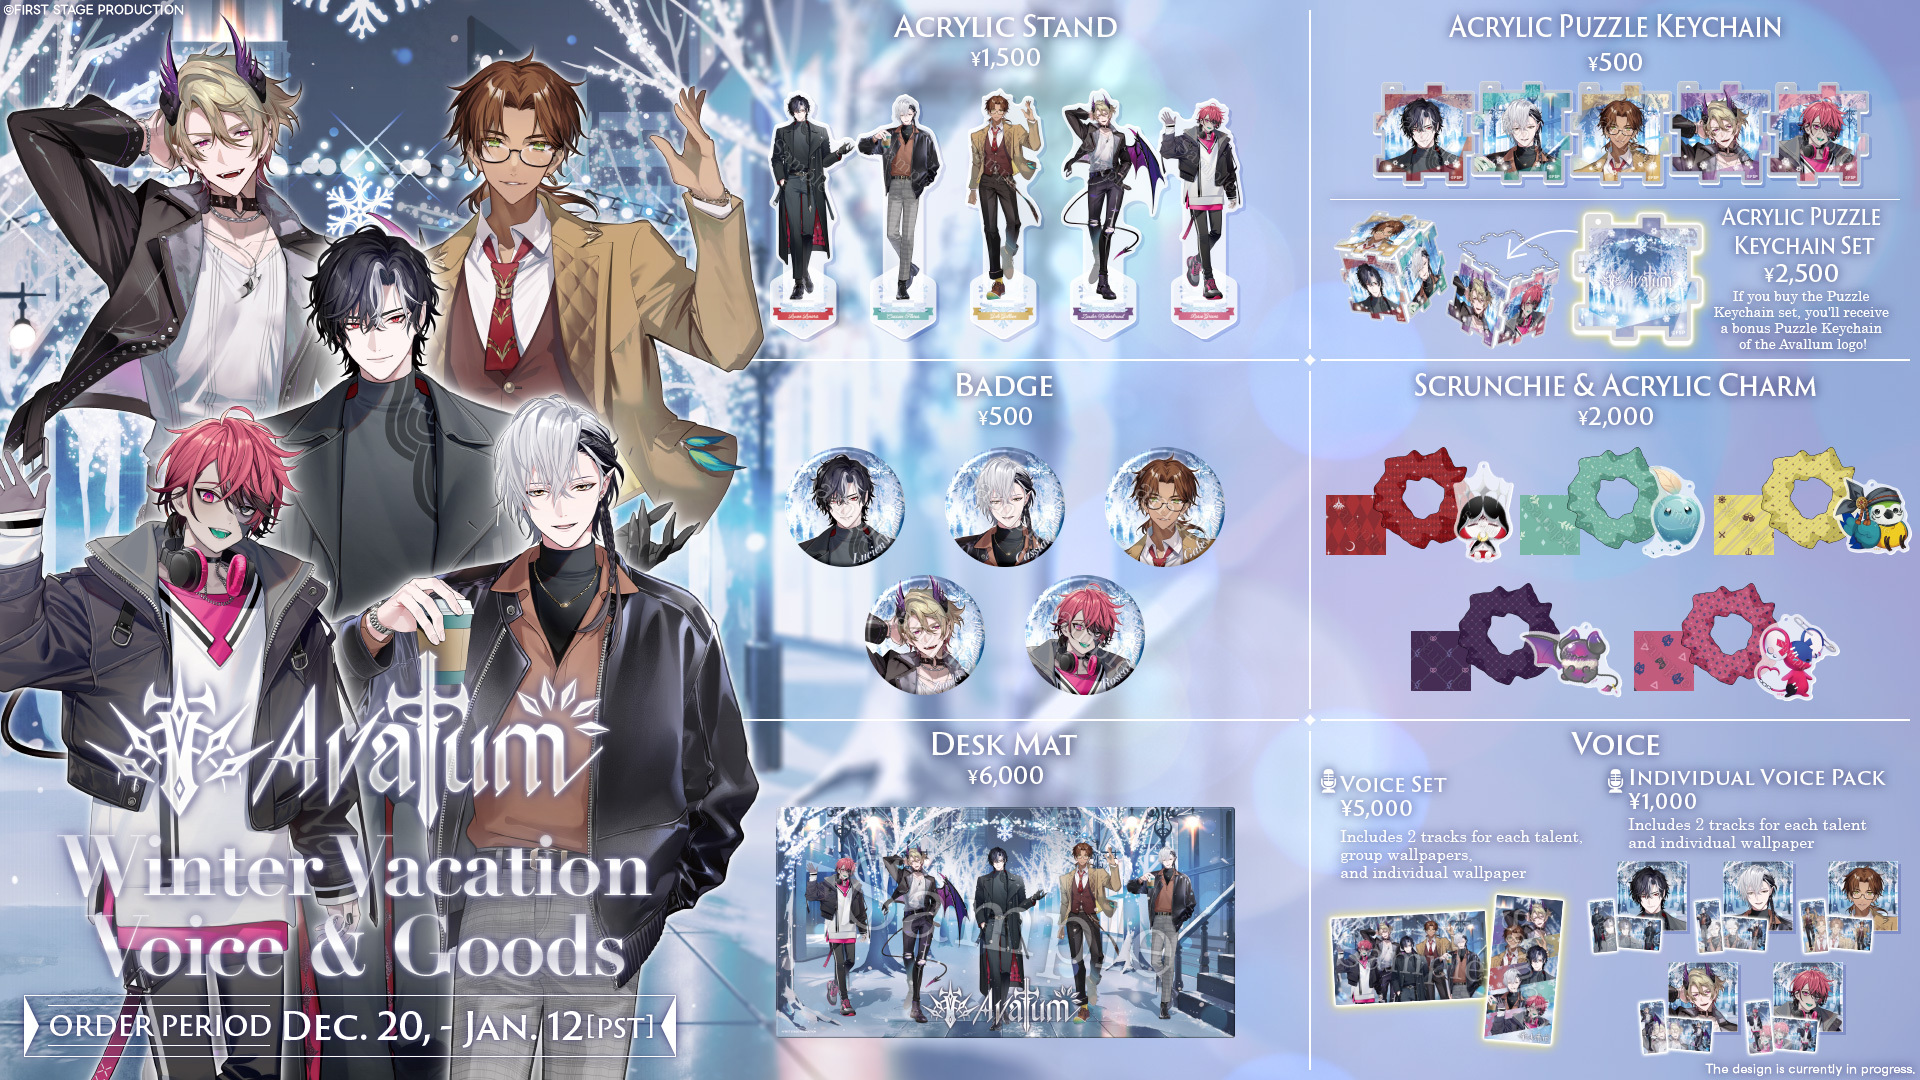 ©FIRST STAGE PRODUCTION
Avallum
Winter Vacation
Voice & Goods
ORDER PERIOD DEC. 20, - JAN. 12[PST]
ACRYLIC STAND
¥1,500
BADGE
¥500
DESK MAT
¥6,000
Sample
Avallum
ACRYLIC PUZZLE KEYCHAIN
¥500
Avallum
ACRYLIC PUZZLE
KEYCHAIN SET
¥2,500
If you buy the Puzzle
Keychain set, you'll receive
a bonus Puzzle Keychain
of the Avallum logo!
SCRUNCHIE & ACRYLIC CHARM
¥2,000
VOICE
VOICE SET
¥5,000
Includes 2 tracks for each talent,
group wallpapers,
and individual wallpaper
Sample
INDIVIDUAL VOICE PACK
¥1,000
Includes 2 tracks for each talent
and individual wallpaper
The design is currently in progress.